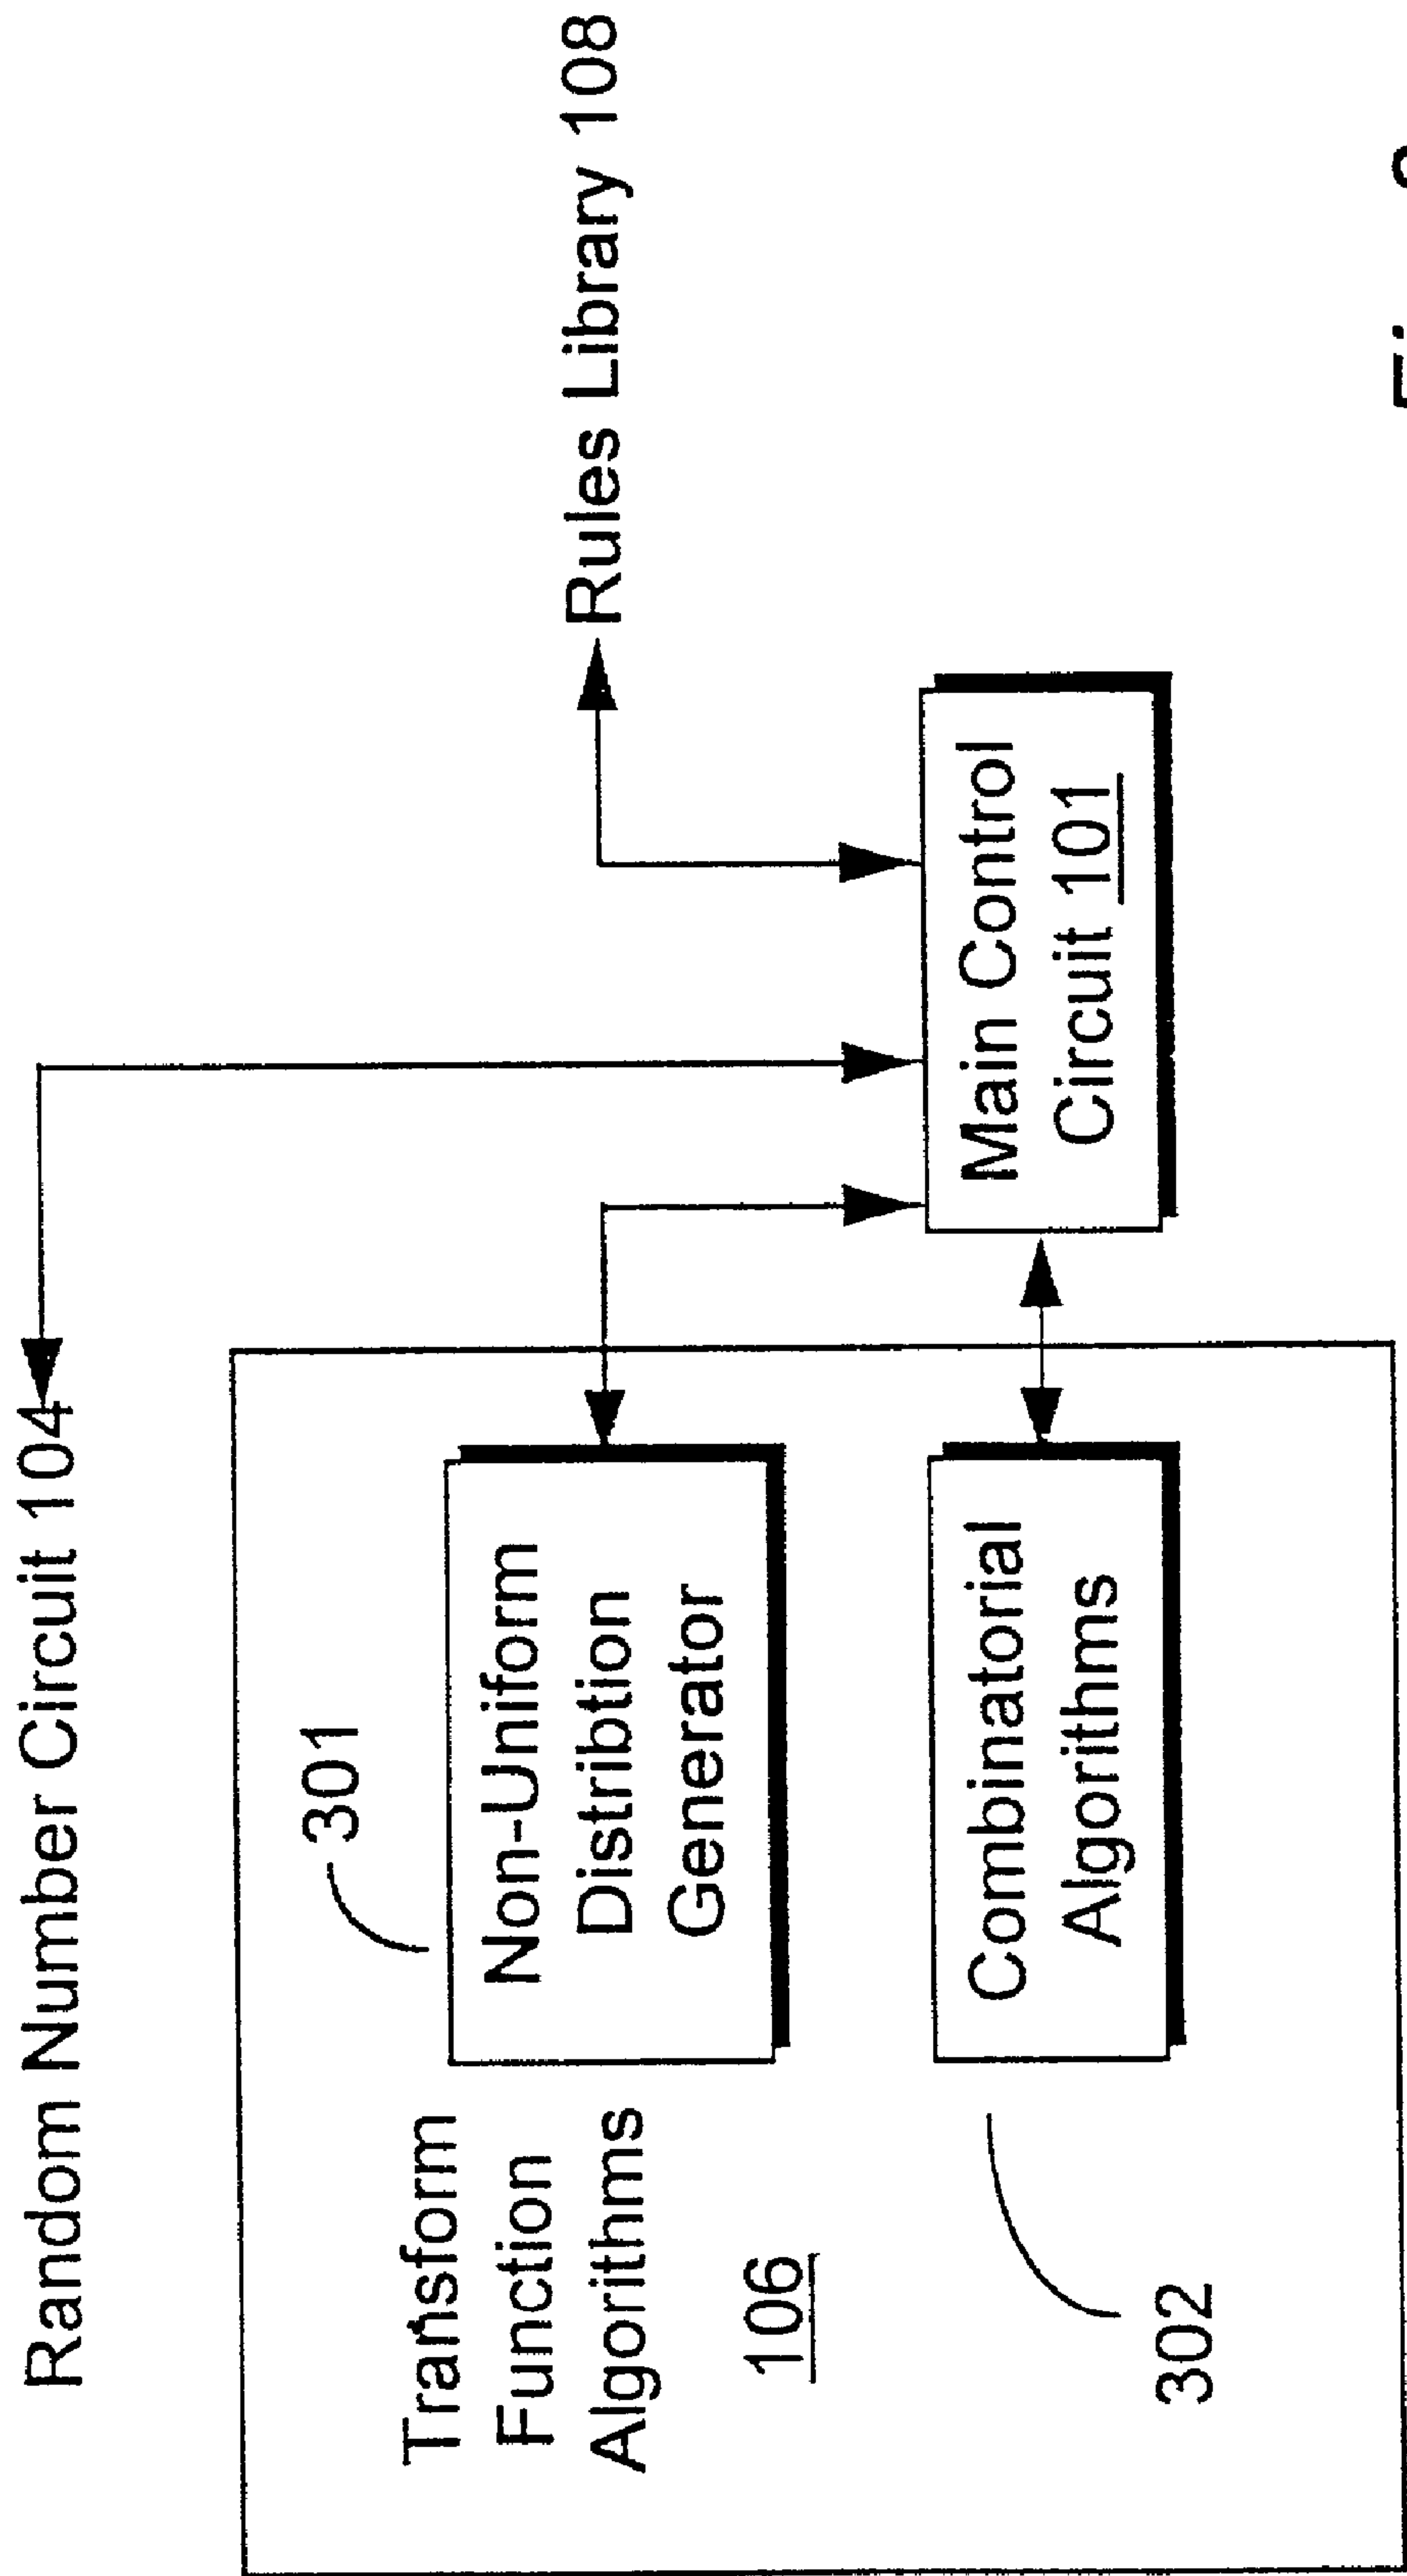 Random Number Circuit 104
Rules Library 108
301
Transform
Function
Algorithms
106
Non-Uniform
Distribtion
Generator
Main Control
Circuit 101
Combinatorial
Algorithms
302